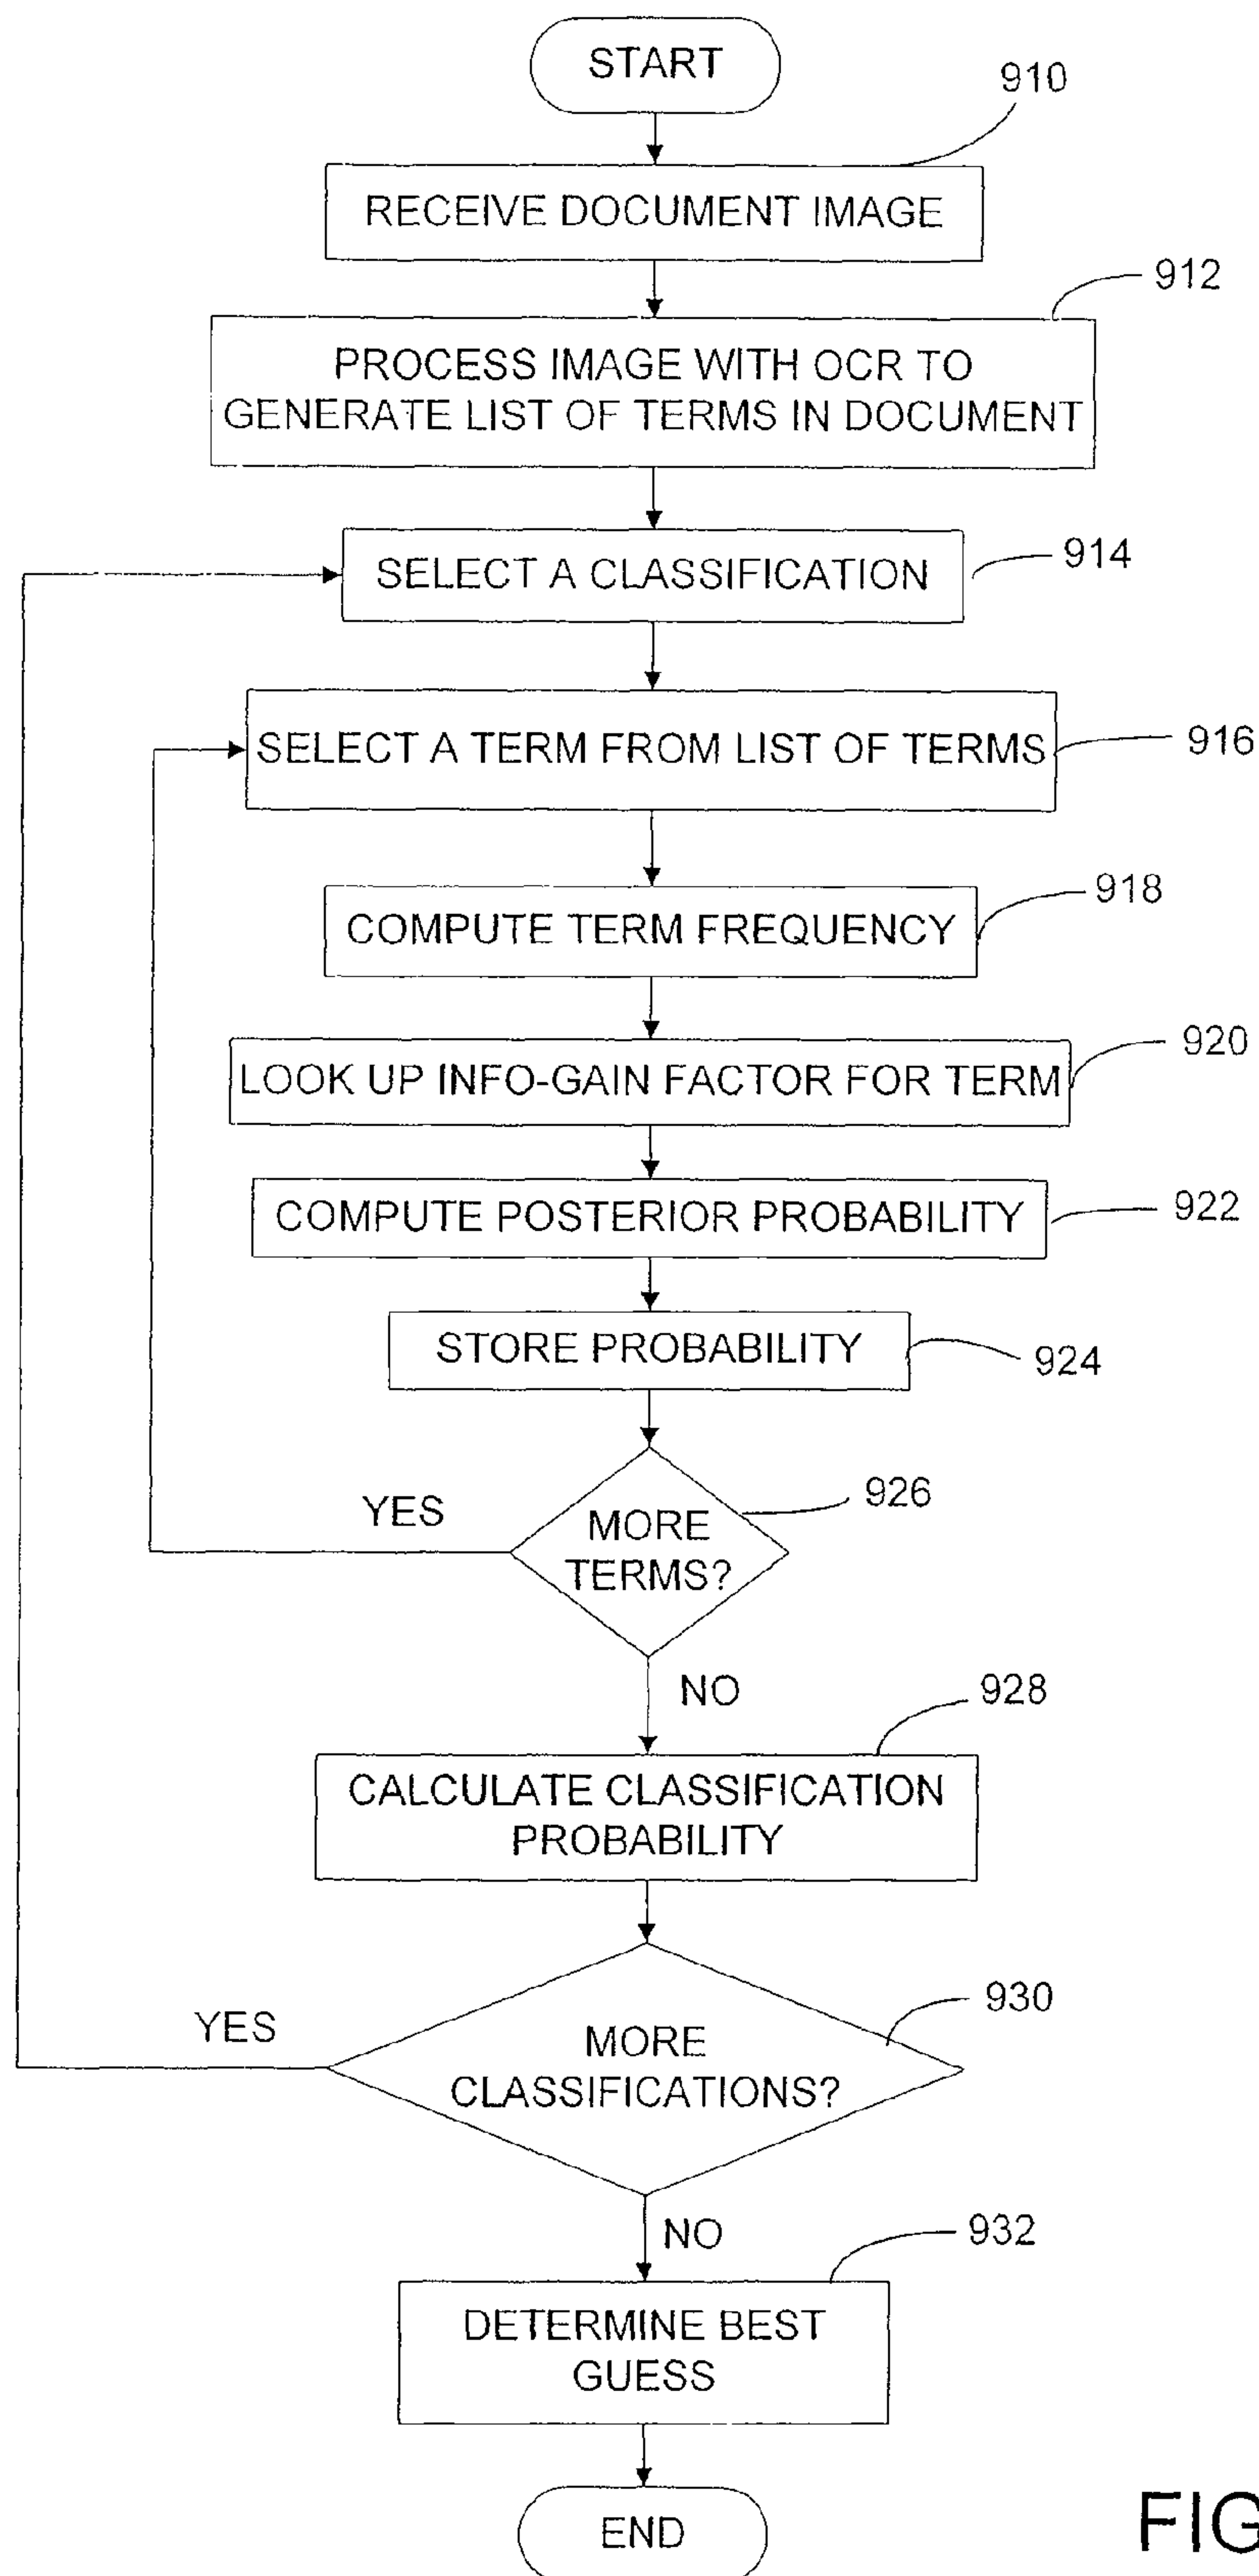 START
910
RECEIVE DOCUMENT IMAGE
912
PROCESS IMAGE WITH OCR TO
GENERATE LIST OF TERMS IN DOCUMENT
SELECT A CLASSIFICATION
914
SELECT A TERM FROM LIST OF TERMS
916
918
COMPUTE TERM FREQUENCY
920
LOOK UP INFO-GAIN FACTOR FOR TERM
COMPUTE POSTERIOR PROBABILITY
922
STORE PROBABILITY
924
926
YES
MORE
TERMS?
NO
928
CALCULATE CLASSIFICATION
PROBABILITY
930
YES
MORE
CLASSIFICATIONS?
NO
932
DETERMINE BEST
GUESS
END
FIG